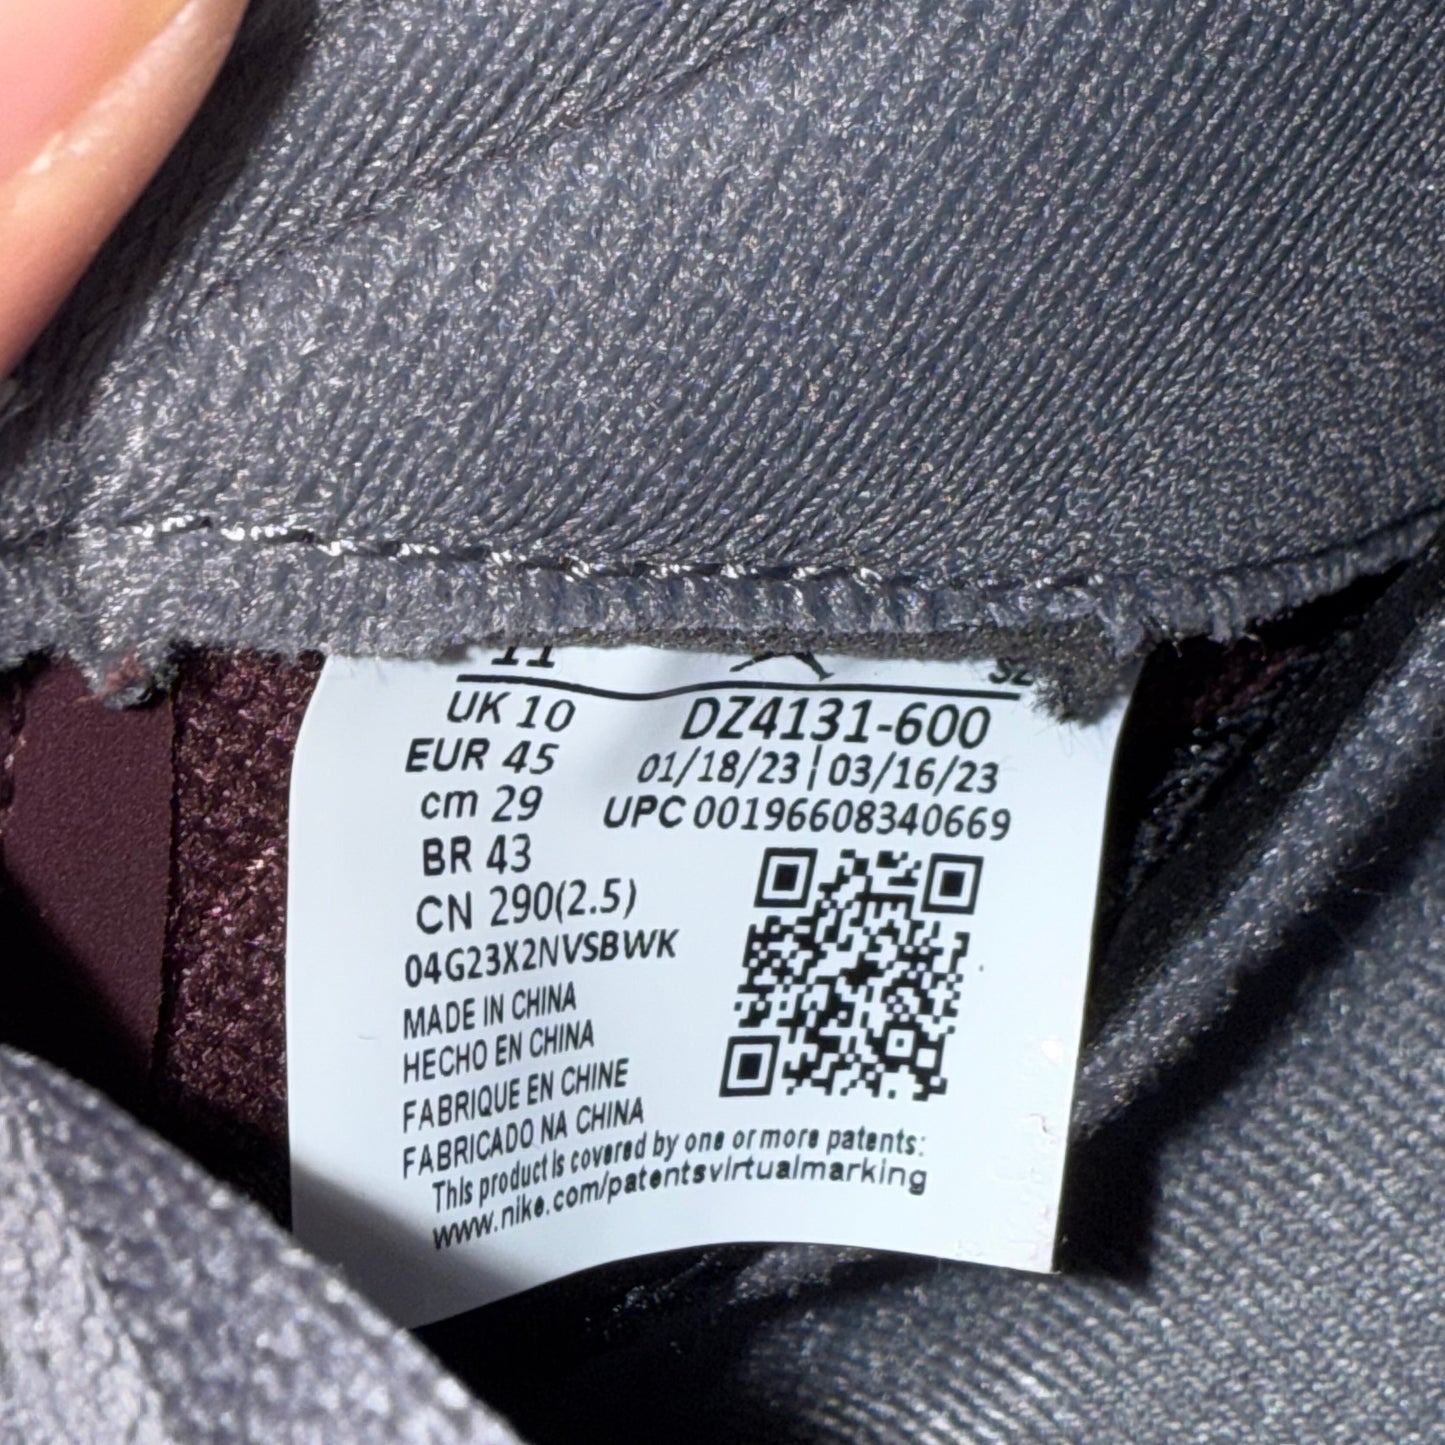 11
UK 10
EUR 45
cm 29
BR 43
CN 290(2.5)
04G23X2NVSBWK
MADE IN CHINA
HECHO EN CHINA
FABRIQUE EN CHINE
FABRICADO NA CHINA
DZ4131-600
01/18/23 | 03/16/23
UPC 00196608340669
This product is covered by one or more patents:
www.nike.com/patentsvirtualmarking